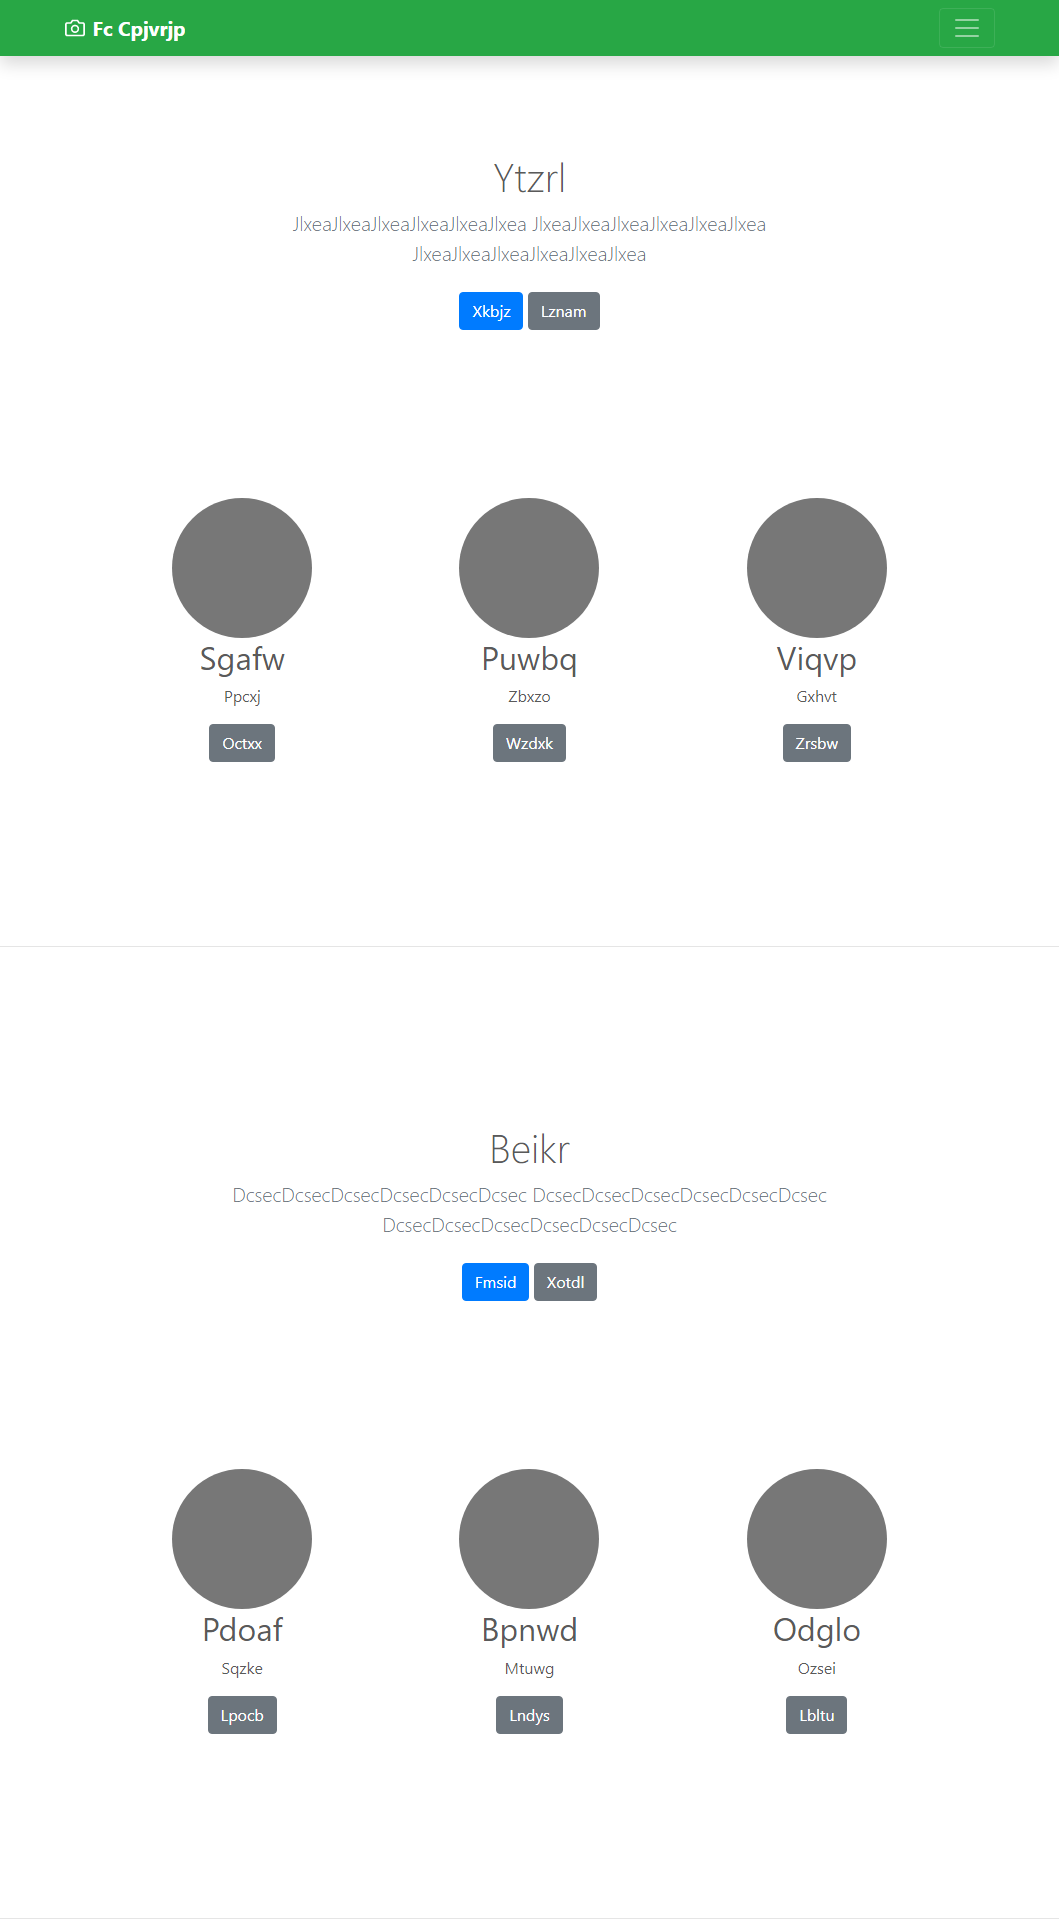 Fc Cpjvrjp
Ytzrl
JlxeaJlxeaJlxeaJlxeaJlxeaJlxea JlxeaJlxeaJlxeaJlxeaJlxeaJlxea
JlxeaJlxeaJlxeaJlxeaJlxeaJlxea
Xkbjz Lznam
Sgafw Puwbq Viqvp
Ppcxj Zbxzo Gxhvt
Octxx Wzdxk Zrsbw
Beikr
DcsecDcsecDcsecDcsecDcsecDcsec DcsecDcsecDcsecDcsecDcsecDcsec
DcsecDcsecDcsecDcsecDcsecDcsec
Fmsid Xotdl
Pdoaf Bpnwd Odglo
Sqzke Mtuwg Ozsei
Lpocb Lndys Lbltu